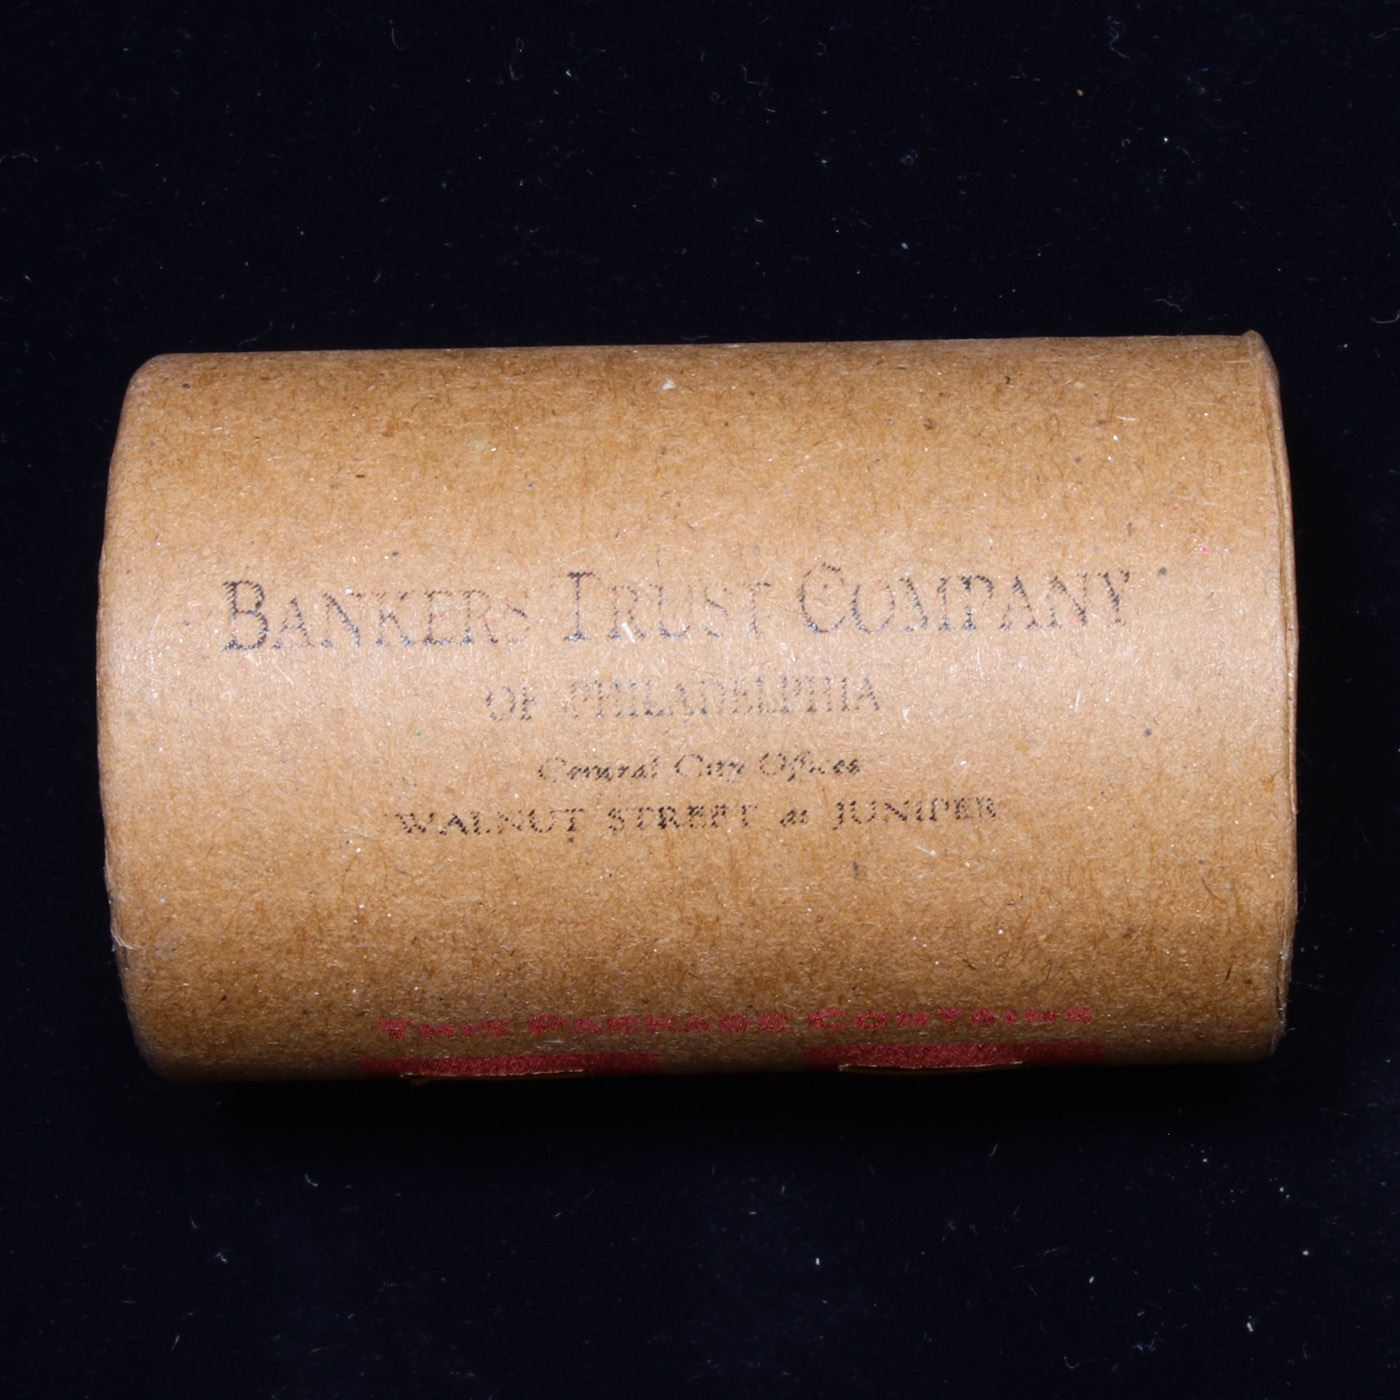 BANKERS TRUST COMPANY
OF PHILADELPHIA
Central City Offices
WALNUT STREET at JUNIPER
THIS PACKAGE CONTAINS